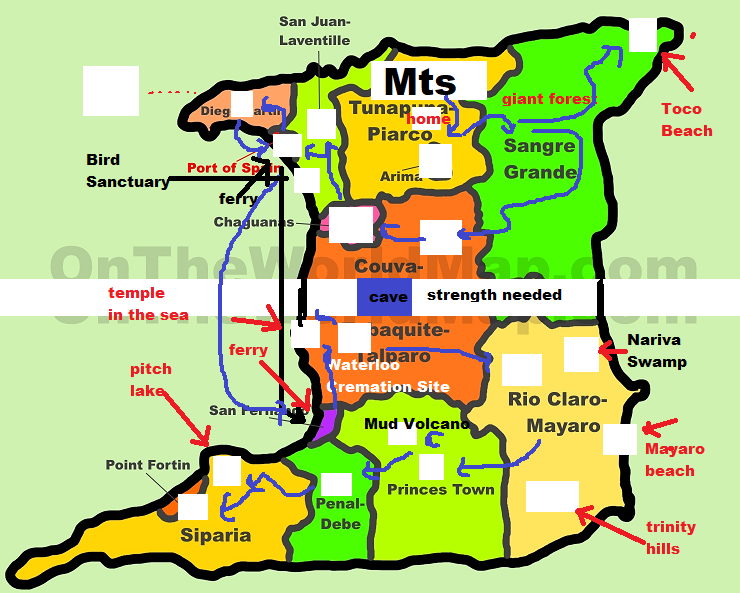 San Juan-
Laventille
Mts
Tunapuna-
Piarco
home
giant fores
Toco
Beach
Port of Spain
Bird
Sanctuary
ferry
Arima
Sangre
Grande
Chaguanas
OnTheWorldMap.com
Couva-
temple
in the sea
cave
strength needed
ferry
Talparo
Waterloo
Cremation Site
Nariva
Swamp
pitch
lake
San Fernando
Rio Claro-
Mayaro
Mud Volcano
Mayaro
beach
Point Fortin
Princes Town
Penal-
Debe
Siparia
trinity
hills